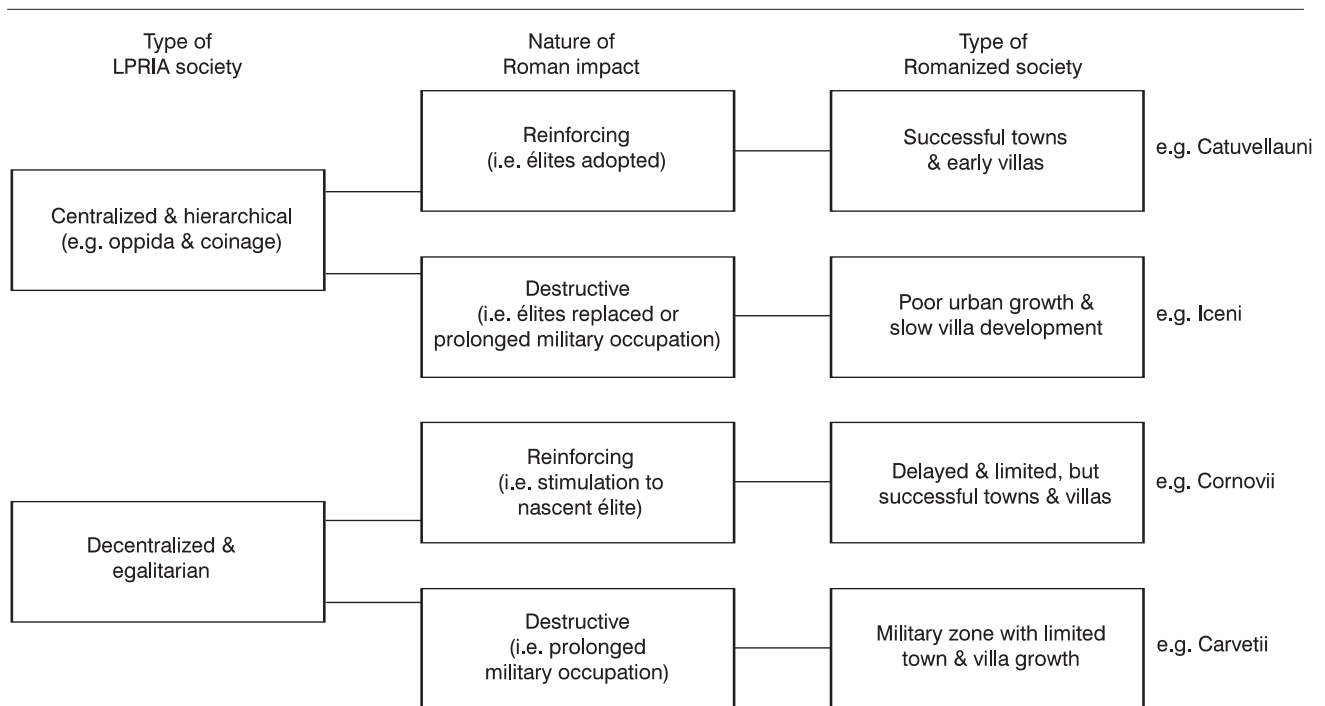 Type of
LPRIA society
Nature of
Roman impact
Type of
Romanized society
Centralized & hierarchical
(e.g. oppida & coinage)
Reinforcing
(i.e. élites adopted)
Successful towns
& early villas
e.g. Catuvellauni
Destructive
(i.e. élites replaced or
prolonged military occupation)
Poor urban growth &
slow villa development
e.g. Iceni
Decentralized &
egalitarian
Reinforcing
(i.e. stimulation to
nascent élite)
Delayed & limited, but
successful towns & villas
e.g. Cornovii
Destructive
(i.e. prolonged
military occupation)
Military zone with limited
town & villa growth
e.g. Carvetii